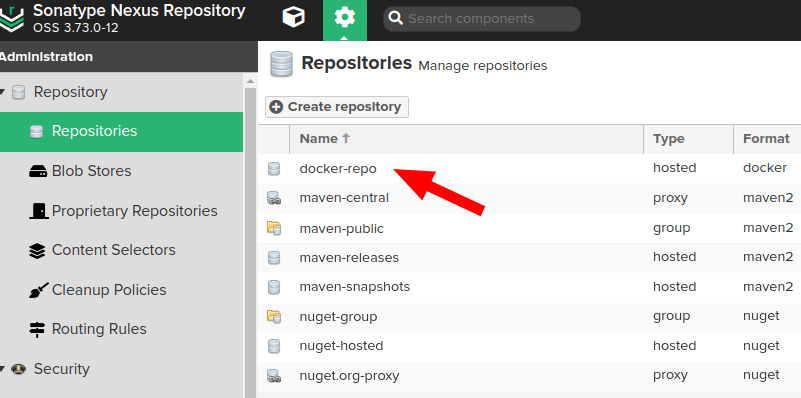 Sonatype Nexus Repository
OSS 3.73.0-12
Search components
Administration
Repository
Repositories
Blob Stores
Proprietary Repositories
Content Selectors
Cleanup Policies
Routing Rules
Security
Repositories Manage repositories
Create repository
Name Type Format
docker-repo hosted docker
maven-central proxy maven2
maven-public group maven2
maven-releases hosted maven2
maven-snapshots hosted maven2
nuget-group group nuget
nuget-hosted hosted nuget
nuget.org-proxy proxy nuget